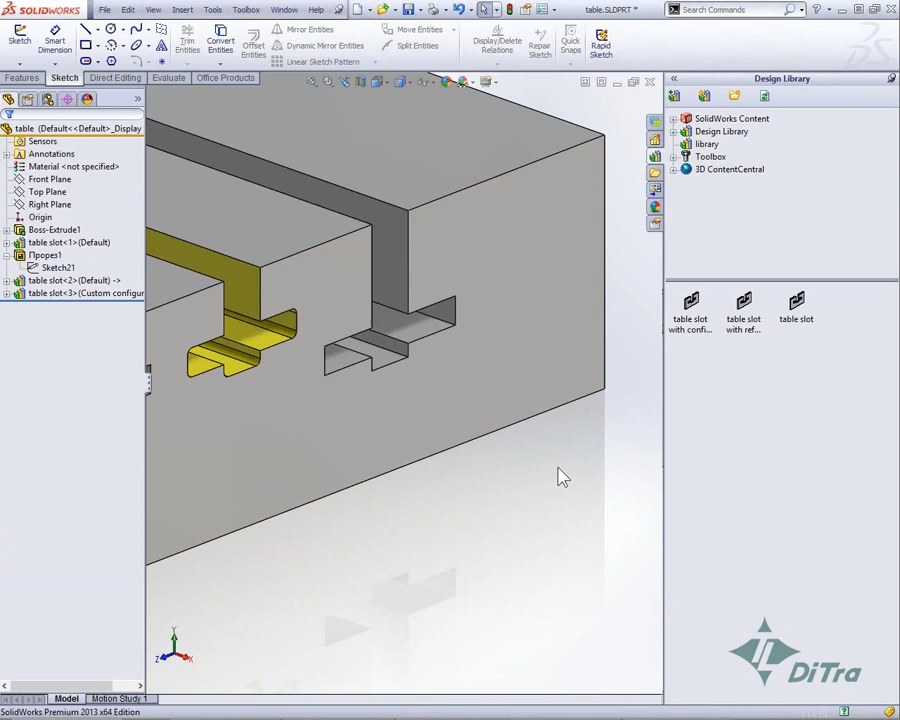 SOLIDWORKS File Edit View Insert Tools Toolbox Window Help table.SLDPRT * Search Commands
Sketch Smart Dimension Trim Entities Convert Entities Offset Entities Mirror Entities Dynamic Mirror Entities Linear Sketch Pattern Move Entities Split Entities Display/Delete Relations Repair Sketch Quick Snaps Rapid Sketch
Features Sketch Direct Editing Evaluate Office Products
Design Library
table (Default<<Default>_Display
Sensors
Annotations
Material <not specified>
Front Plane
Top Plane
Right Plane
Origin
Boss-Extrude1
table slot<1>(Default)
Прорез1
Sketch21
table slot<2>(Default) ->
table slot<3>(Custom configur
SolidWorks Content
Design Library
library
Toolbox
3D ContentCentral
table slot with confi...
table slot with ref...
table slot
Y
Z
X
DiTra
Model Motion Study 1
SolidWorks Premium 2013 x64 Edition